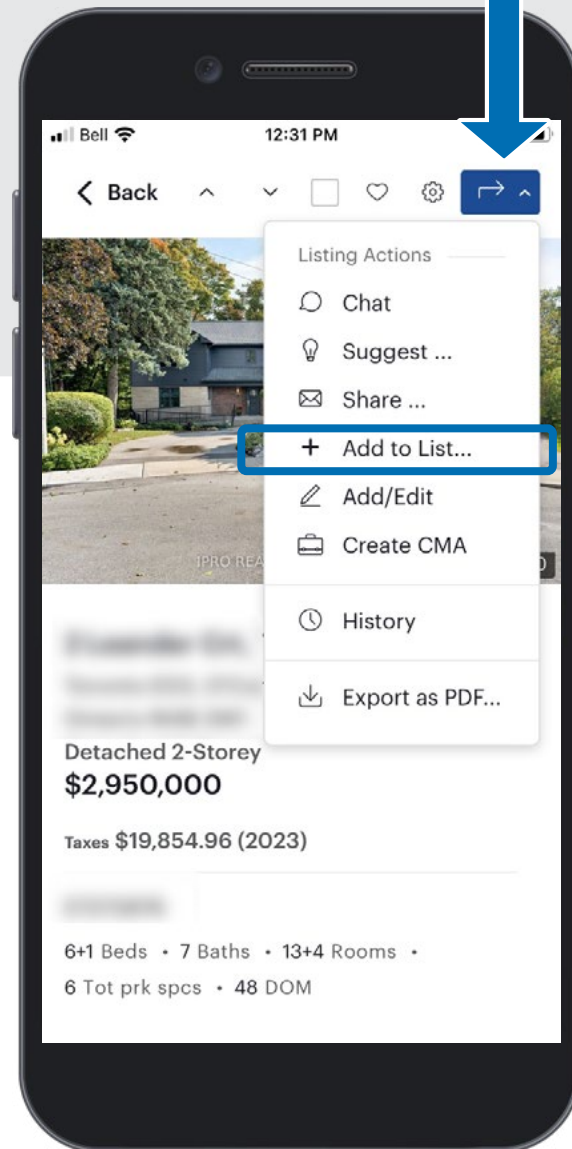 Bell
12:31 PM
Back
Listing Actions
Chat
Suggest ...
Share ...
Add to List...
Add/Edit
Create CMA
History
Export as PDF...
IPRO
Detached 2-Storey
$2,950,000
Taxes $19,854.96 (2023)
6+1 Beds • 7 Baths • 13+4 Rooms •
6 Tot prk spcs • 48 DOM